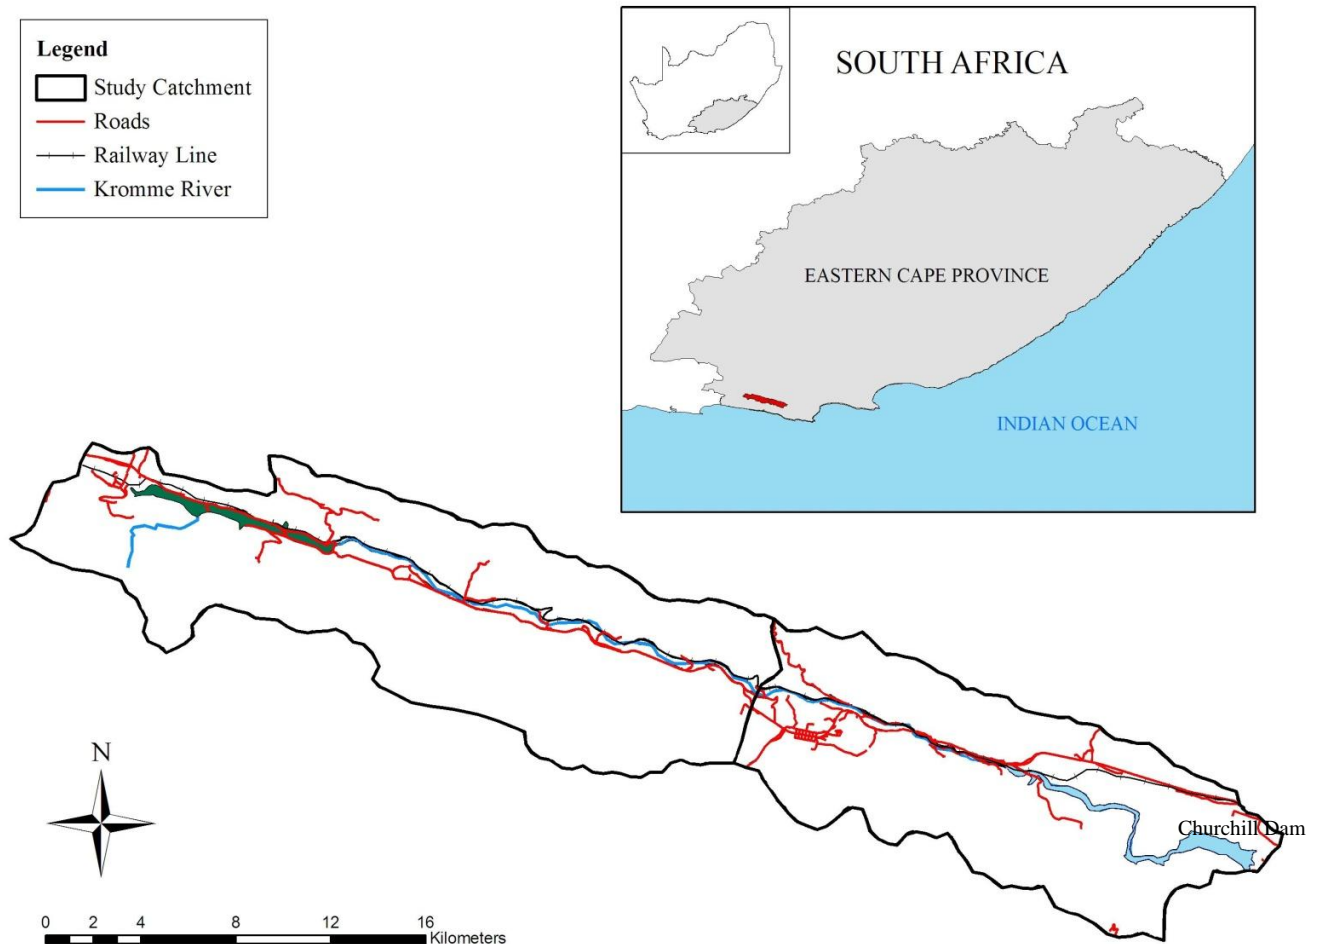 Legend
Study Catchment
Roads
Railway Line
Kromme River
SOUTH AFRICA
EASTERN CAPE PROVINCE
INDIAN OCEAN
Churchill Dam
N
0 2 4 8 12 16
Kilometers